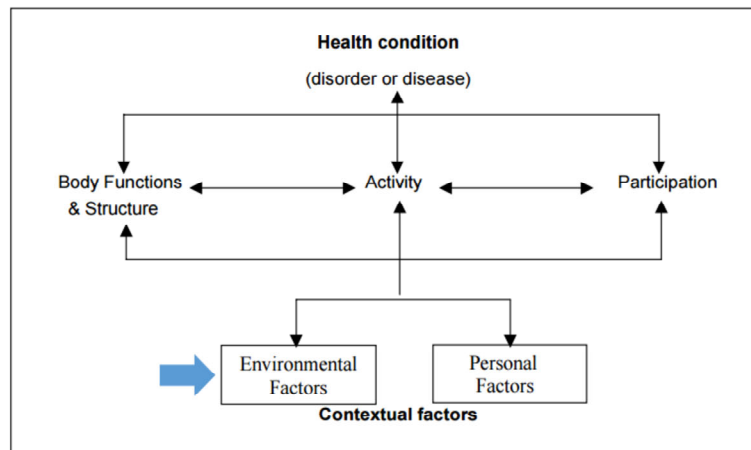 Health condition
(disorder or disease)
Body Functions
& Structure
Activity
Participation
Environmental
Factors
Personal
Factors
Contextual factors